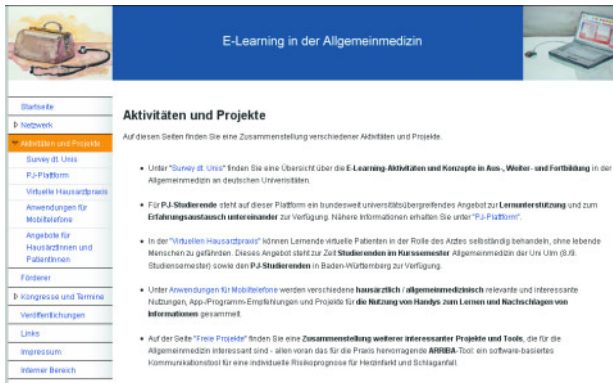 E-Learning in der Allgemeinmedizin
Startseite
Netzwerk
Aktivitäten und Projekte
Survey dt. Unis
PJ-Plattform
Virtuelle Hausarztpraxis
Anwendungen für
Mobiltelefone
Angebote für
Hausärztinnen und
Patientinnen
Förderer
Kongresse und Termine
Veröffentlichungen
Links
Impressum
Interner Bereich
Aktivitäten und Projekte
Auf diesen Seiten finden Sie eine Zusammenstellung verschiedener Aktivitäten und Projekte.
Unter "Survey dt. Unis" finden Sie eine Übersicht über die E-Learning-Aktivitäten und Konzepte in Aus-, Weiter- und Fortbildung in der
Allgemeinmedizin an deutschen Universitäten.
Für PJ-Studierende steht auf dieser Plattform ein bundesweit universitätsübergreifendes Angebot zur Lernunterstützung und zum
Erfahrungsaustausch untereinander zur Verfügung. Nähere Informationen erhalten Sie unter "PJ-Plattform".
In der "Virtuellen Hausarztpraxis" können Lernende virtuelle Patienten in der Rolle des Arztes selbständig behandeln, ohne lebende
Menschen zu gefährden. Dieses Angebot steht zur Zeit Studierenden im Kurssemester Allgemeinmedizin der Uni Ulm (8./9.
Studiensemester) sowie den PJ-Studierenden in Baden-Württemberg zur Verfügung.
Unter Anwendungen für Mobiltelefone werden verschiedene hausärztlich / allgemeinmedizinisch relevante und interessante
Nutzungen, App-/Programm-Empfehlungen und Projekte für die Nutzung von Handys zum Lernen und Nachschlagen von
Informationen gesammelt.
Auf der Seite "Freie Projekte" finden Sie eine Zusammenstellung weiterer interessanter Projekte und Tools, die für die
Allgemeinmedizin interessant sind - allen voran das für die Praxis hervorragende ARRIBA-Tool: ein software-basiertes
Kommunikationstool für eine individuelle Risikoprognose für Herzinfarkt und Schlaganfall.